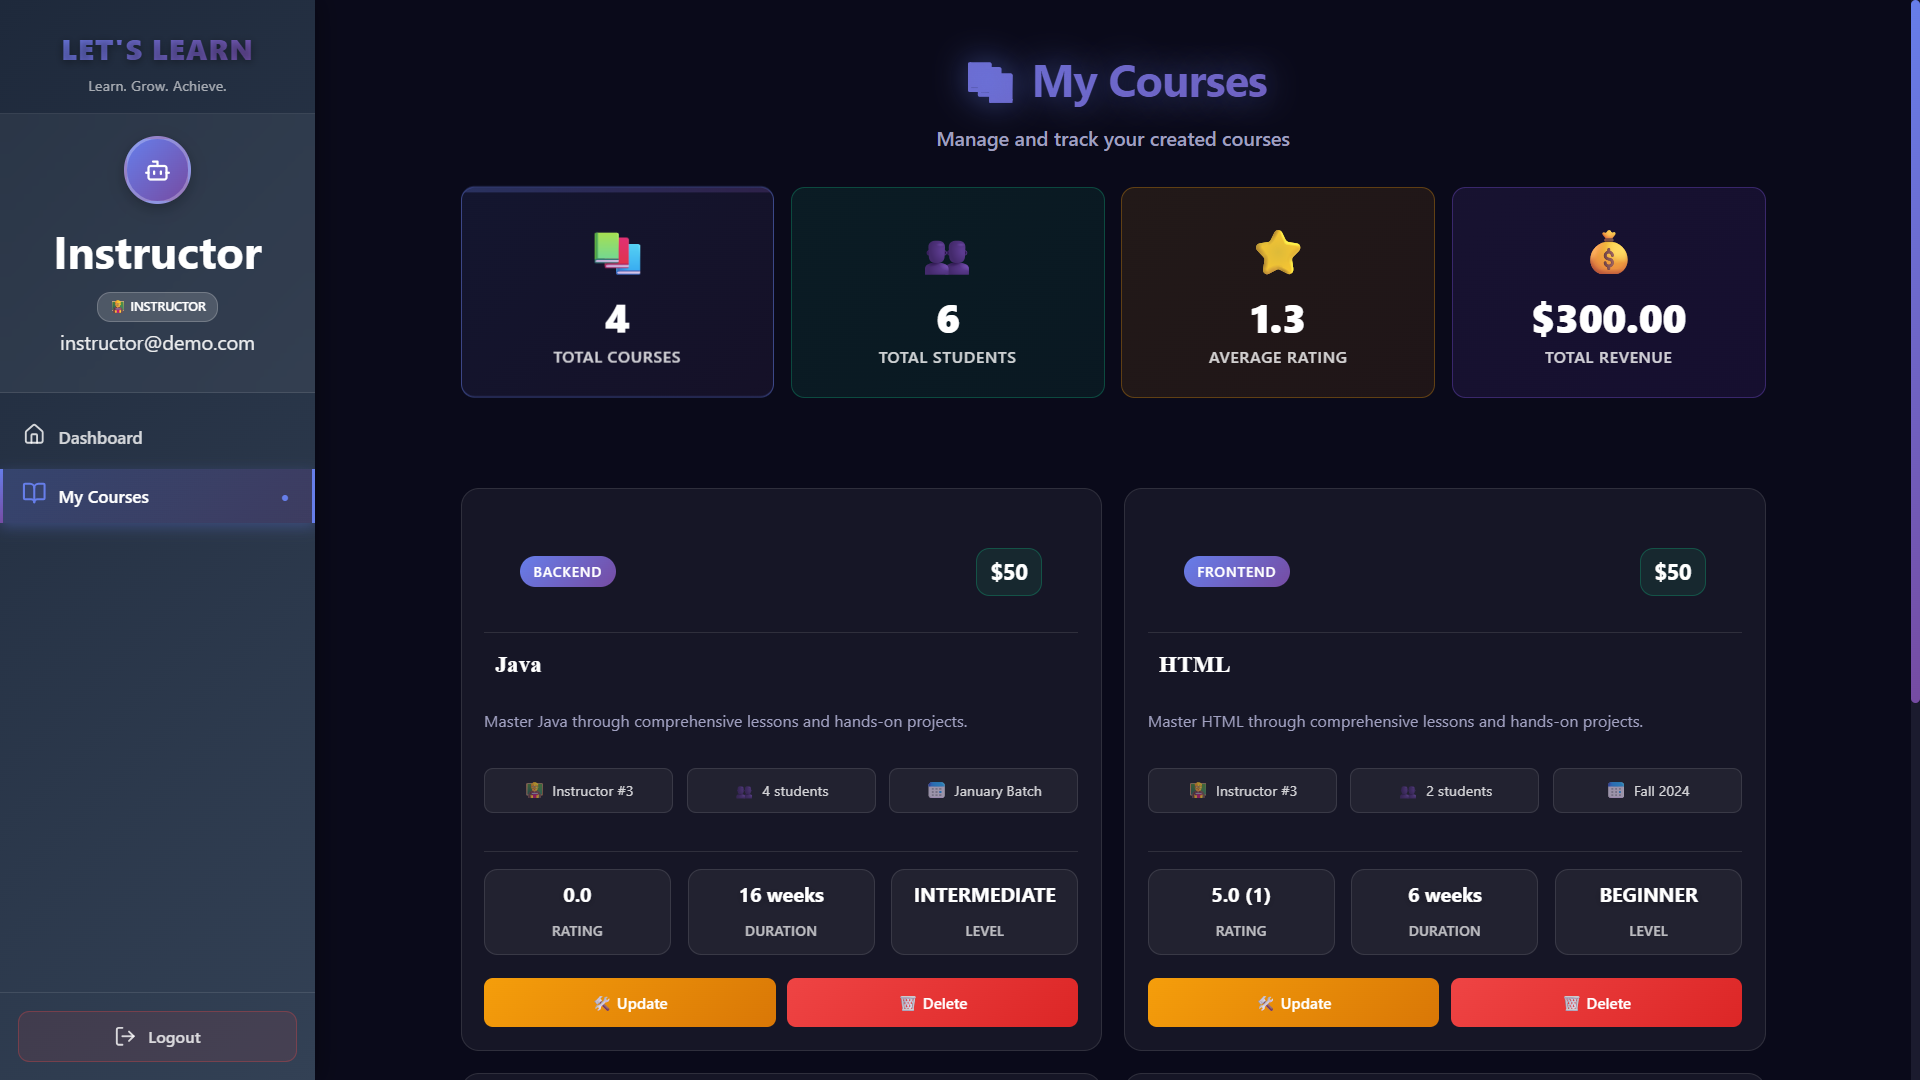 LET'S LEARN
Learn. Grow. Achieve.
Instructor
INSTRUCTOR
instructor@demo.com
Dashboard
My Courses
Logout
My Courses
Manage and track your created courses
4
TOTAL COURSES
6
TOTAL STUDENTS
1.3
AVERAGE RATING
$300.00
TOTAL REVENUE
BACKEND
$50
Java
Master Java through comprehensive lessons and hands-on projects.
Instructor #3
4 students
January Batch
0.0
RATING
16 weeks
DURATION
INTERMEDIATE
LEVEL
Update
Delete
FRONTEND
$50
HTML
Master HTML through comprehensive lessons and hands-on projects.
Instructor #3
2 students
Fall 2024
5.0 (1)
RATING
6 weeks
DURATION
BEGINNER
LEVEL
Update
Delete